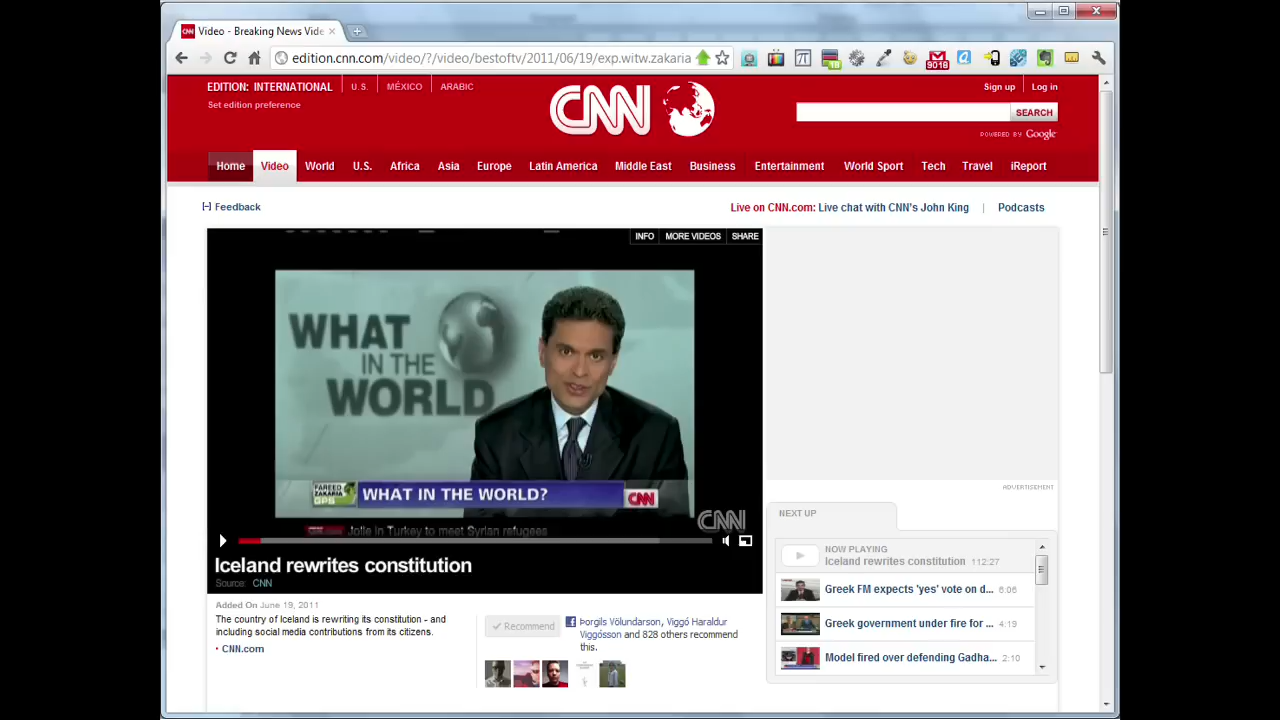 Video - Breaking News Vide
edition.cnn.com/video/?/video/bestoftv/2011/06/19/exp.witw.zakaria
9018
EDITION: INTERNATIONAL U.S. MÉXICO ARABIC
Set edition preference
CNN
Sign up Log in
SEARCH
POWERED BY Google
Home Video World U.S. Africa Asia Europe Latin America Middle East Business Entertainment World Sport Tech Travel iReport
[-] Feedback
Live on CNN.com: Live chat with CNN's John King | Podcasts
INFO MORE VIDEOS SHARE
WHAT
IN THE
WORLD
FAREED
ZAKARIA
GPS
WHAT IN THE WORLD?
CNN
CNN
Jolie in Turkey to meet Syrian refugees
Iceland rewrites constitution
Source: CNN
Added On June 19, 2011
The country of Iceland is rewriting its constitution - and
including social media contributions from its citizens.
• CNN.com
Recommend
Þorgils Völundarson, Viggó Haraldur
Viggósson and 828 others recommend
this.
ADVERTISEMENT
NEXT UP
NOW PLAYING
Iceland rewrites constitution 112:27
Greek FM expects 'yes' vote on d... 6:06
Greek government under fire for ... 4:19
Model fired over defending Gadha... 2:10